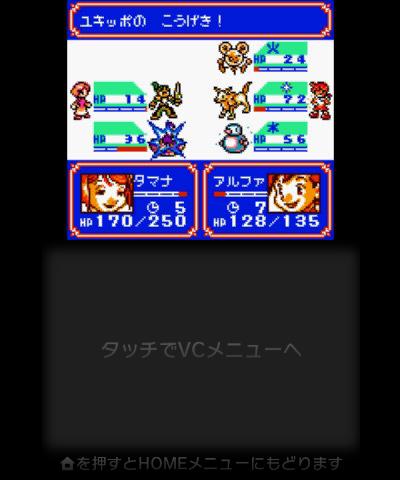 ユキッポの こうげき!
火
HP 24
HP 14
HP 72
水
HP 36
HP 56
タマナ
5
HP 170/250
アルファ
7
HP 128/135
タッチでVCメニューへ
を押すとHOMEメニューにもどります